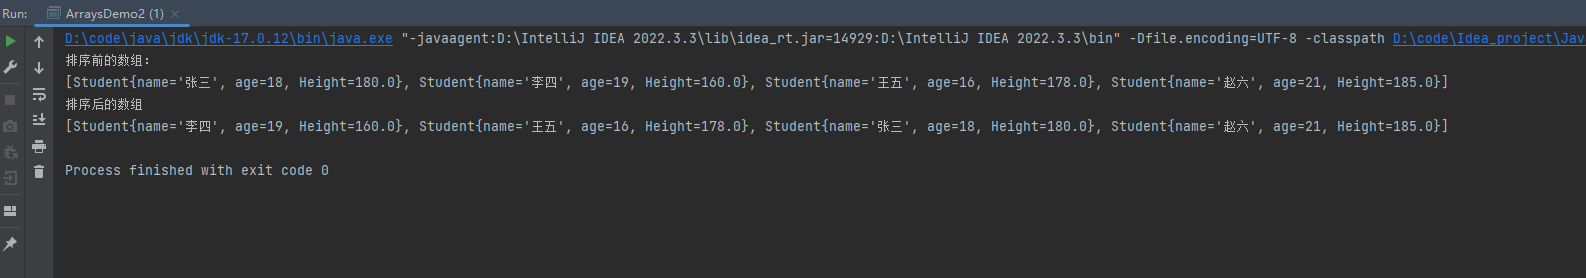 Run: ArraysDemo2 (1)
D:\code\java\jdk\jdk-17.0.12\bin\java.exe "-javaagent:D:\IntelliJ IDEA 2022.3.3\lib\idea_rt.jar=14929:D:\IntelliJ IDEA 2022.3.3\bin" -Dfile.encoding=UTF-8 -classpath D:\code\Idea_project\Jav
排序前的数组:
[Student{name='张三', age=18, Height=180.0}, Student{name='李四', age=19, Height=160.0}, Student{name='王五', age=16, Height=178.0}, Student{name='赵六', age=21, Height=185.0}]
排序后的数组
[Student{name='李四', age=19, Height=160.0}, Student{name='王五', age=16, Height=178.0}, Student{name='张三', age=18, Height=180.0}, Student{name='赵六', age=21, Height=185.0}]
Process finished with exit code 0